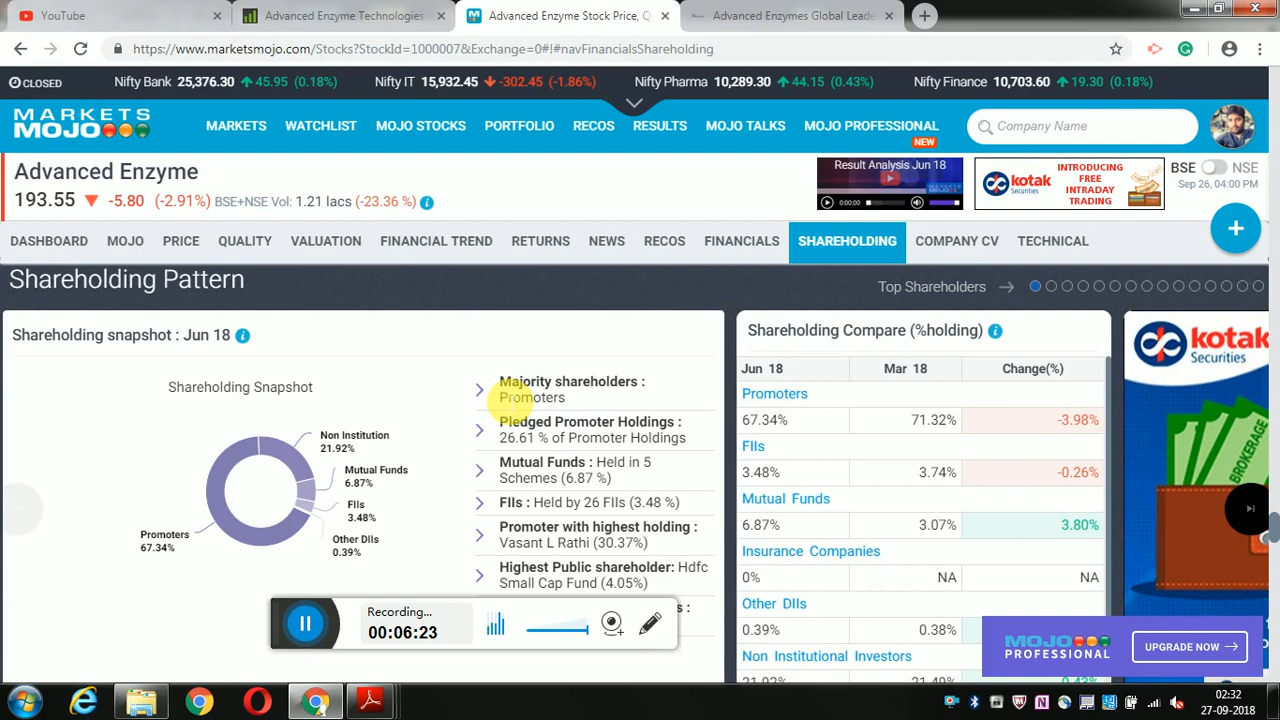 YouTube
Advanced Enzyme Technologies
Advanced Enzyme Stock Price, Q
Advanced Enzymes Global Leade
https://www.marketsmojo.com/Stocks?StockId=1000007&Exchange=0#!#navFinancialsShareholding
CLOSED
Nifty Bank 25,376.30 45.95 (0.18%)
Nifty IT 15,932.45 -302.45 (-1.86%)
Nifty Pharma 10,289.30 44.15 (0.43%)
Nifty Finance 10,703.60 19.30 (0.18%)
MARKETS
MOJO
MARKETS WATCHLIST MOJO STOCKS PORTFOLIO RECOS RESULTS MOJO TALKS MOJO PROFESSIONAL
NEW
Company Name
Advanced Enzyme
193.55 -5.80 (-2.91%) BSE+NSE Vol: 1.21 lacs (-23.36 %)
Result Analysis Jun 18
0:00:00
kotak
Securities
INTRODUCING
FREE
INTRADAY
TRADING
BSE NSE
Sep 26, 04:00 PM
DASHBOARD MOJO PRICE QUALITY VALUATION FINANCIAL TREND RETURNS NEWS RECOS FINANCIALS SHAREHOLDING COMPANY CV TECHNICAL
Shareholding Pattern
Top Shareholders
Shareholding snapshot : Jun 18
Shareholding Snapshot
Non Institution
21.92%
Mutual Funds
6.87%
FIIs
3.48%
Other DIIs
0.39%
Promoters
67.34%
Majority shareholders :
Promoters
Pledged Promoter Holdings :
26.61 % of Promoter Holdings
Mutual Funds : Held in 5
Schemes (6.87 %)
FIIs : Held by 26 FIIs (3.48 %)
Promoter with highest holding :
Vasant L Rathi (30.37%)
Highest Public shareholder: Hdfc
Small Cap Fund (4.05%)
Shareholding Compare (%holding)
Jun 18 Mar 18 Change(%)
Promoters
67.34% 71.32% -3.98%
FIIs
3.48% 3.74% -0.26%
Mutual Funds
6.87% 3.07% 3.80%
Insurance Companies
0% NA NA
Other DIIs
0.39% 0.38%
Non Institutional Investors
kotak
Securities
BROKERAGE
Recording...
00:06:23
MOJO
PROFESSIONAL
UPGRADE NOW
02:32
27-09-2018